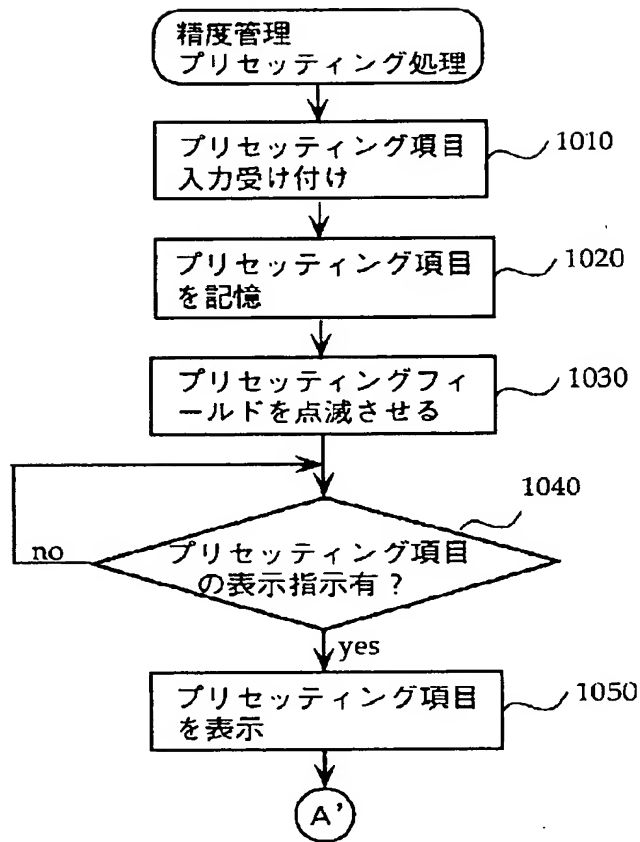 精度管理
プリセッティング処理
プリセッティング項目
入力受け付け
1010
プリセッティング項目
を記憶
1020
プリセッティングフィ
ールドを点滅させる
1030
1040
no
プリセッティング項目
の表示指示有？
yes
プリセッティング項目
を表示
1050
A'